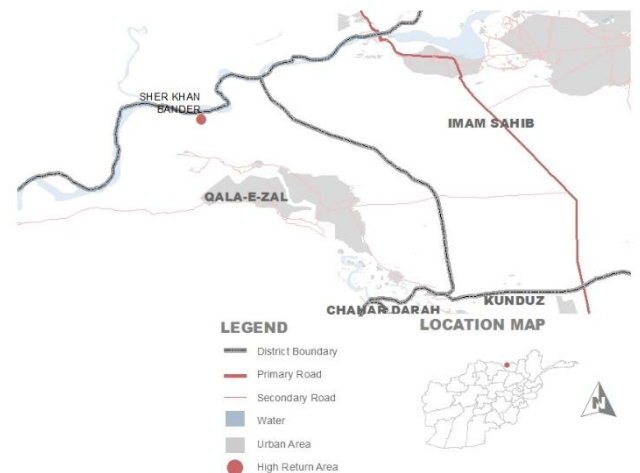 SHER KHAN
BANDER
IMAM SAHIB
QALA-E-ZAL
CHAHAR DARAH
KUNDUZ
LEGEND
District Boundary
Primary Road
Secondary Road
Water
Urban Area
High Return Area
LOCATION MAP
N